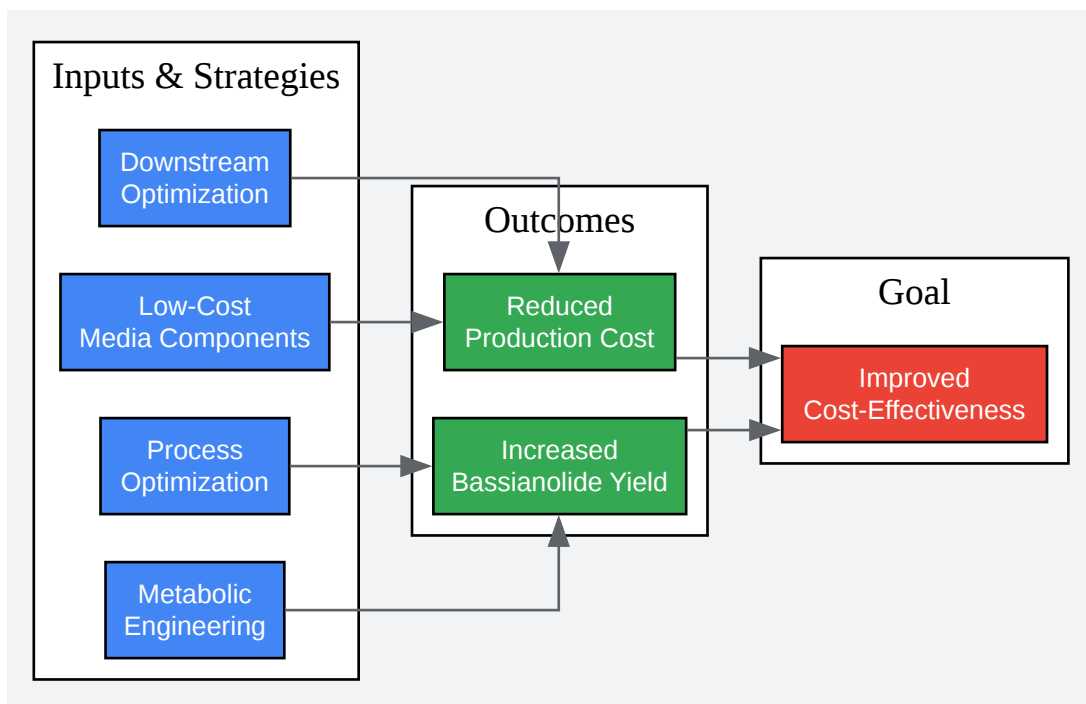 Inputs & Strategies
Downstream
Optimization
Low-Cost
Media Components
Process
Optimization
Metabolic
Engineering
Outcomes
Reduced
Production Cost
Increased
Bassianolide Yield
Goal
Improved
Cost-Effectiveness